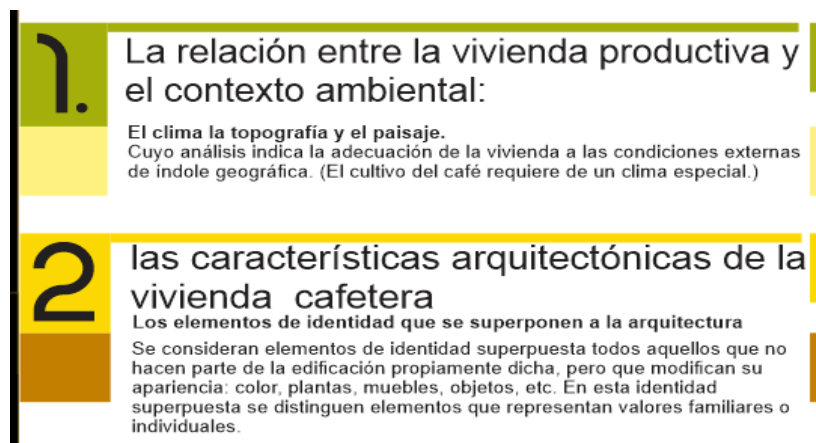 1.
La relación entre la vivienda productiva y
el contexto ambiental:
El clima la topografía y el paisaje.
Cuyo análisis indica la adecuación de la vivienda a las condiciones externas
de índole geográfica. (El cultivo del café requiere de un clima especial.)
2
las características arquitectónicas de la
vivienda cafetera
Los elementos de identidad que se superponen a la arquitectura
Se consideran elementos de identidad superpuesta todos aquellos que no
hacen parte de la edificación propiamente dicha, pero que modifican su
apariencia: color, plantas, muebles, objetos, etc. En esta identidad
superpuesta se distinguen elementos que representan valores familiares o
individuales.